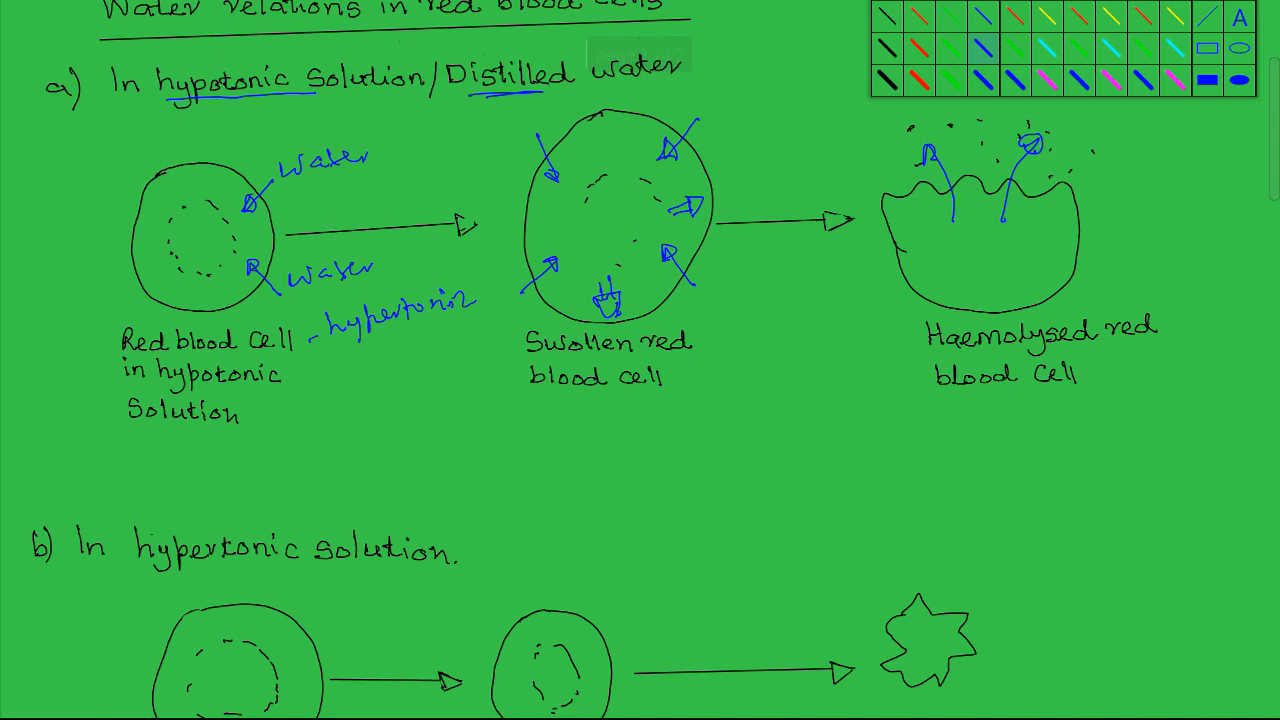 Water relations in red blood cells
a) In hypotonic Solution/Distilled water
Water
Water
hypertonic
Red blood cell
in hypotonic
Solution
Swollen red
blood cell
Haemolysed red
blood cell
b) In hypertonic solution.
A